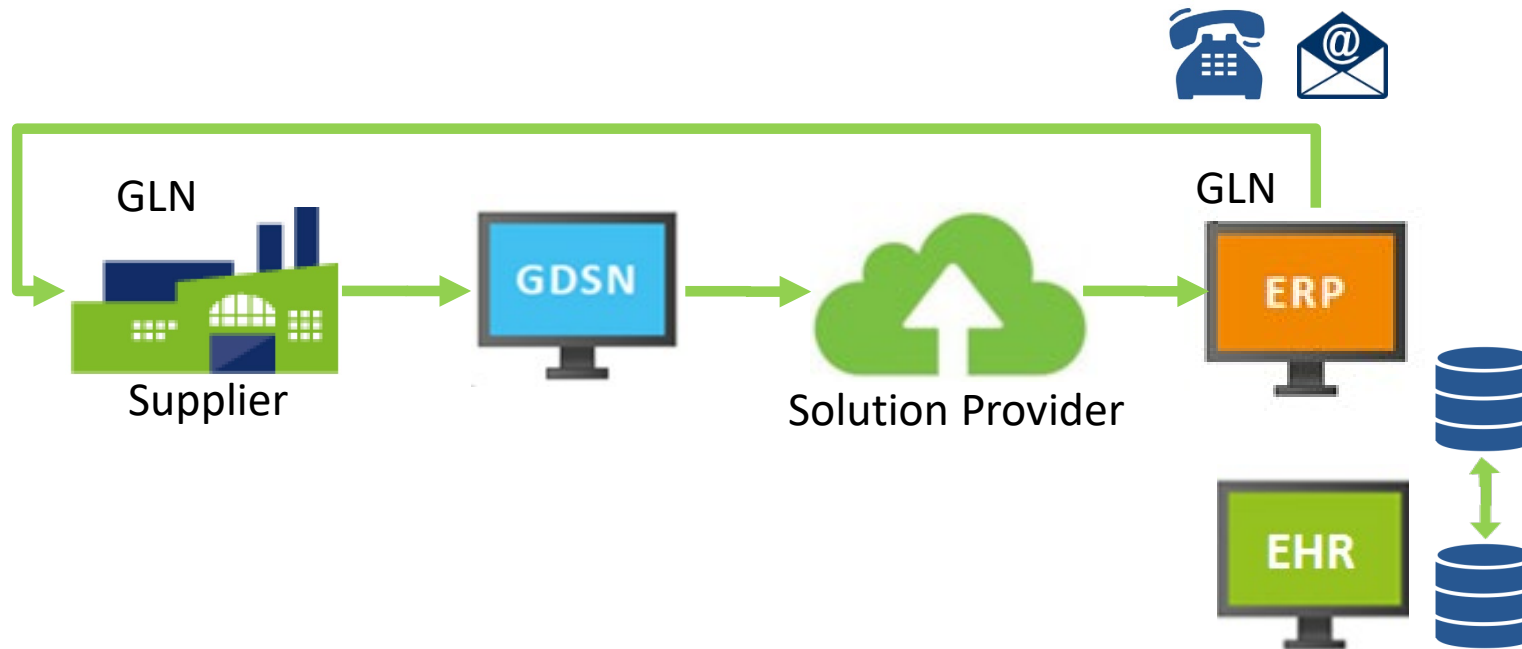 @
GLN
GLN
GDSN
ERP
Supplier
Solution Provider
EHR